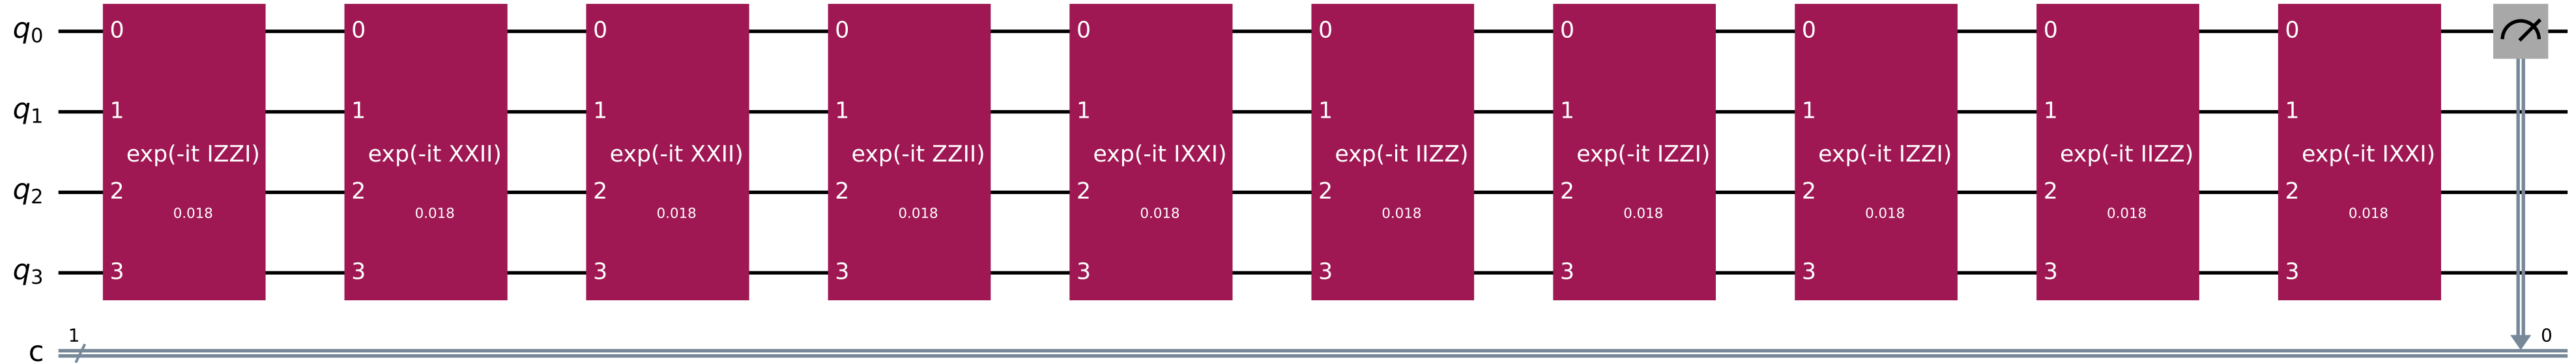 q0 0 0 0 0 0 0 0 0 0 0
q1 1 1 1 1 1 1 1 1 1 1
exp(-it IZZI) exp(-it XXII) exp(-it XXII) exp(-it ZZII) exp(-it IXXI) exp(-it IIZZ) exp(-it IZZI) exp(-it IZZI) exp(-it IIZZ) exp(-it IXXI)
q2 2 2 2 2 2 2 2 2 2 2
0.018 0.018 0.018 0.018 0.018 0.018 0.018 0.018 0.018 0.018
q3 3 3 3 3 3 3 3 3 3 3
1 0
c